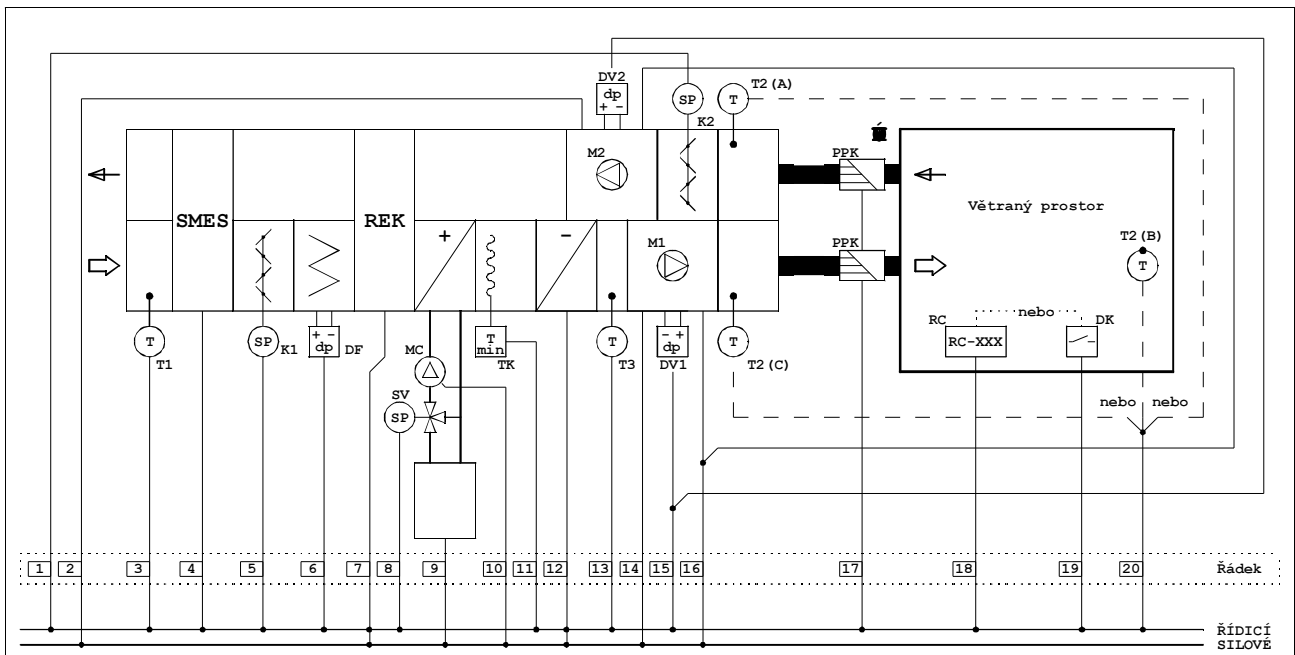 DV2
dp
+ -
SP
K2
T2(A)
T
M2
PPK
SMES
REK
Větraný prostor
+
-
M1
PPK
T2(B)
T
nebo
RC
RC-XXX
DK
T
T1
SP
K1
+ -
dp
DF
MC
T
min
TK
T
T3
- +
dp
DV1
T
T2(C)
SV
SP
nebo nebo
1 2 3 4 5 6 7 8 9 10 11 12 13 14 15 16 17 18 19 20 Řádek
ŘÍDICÍ
SILOVÉ